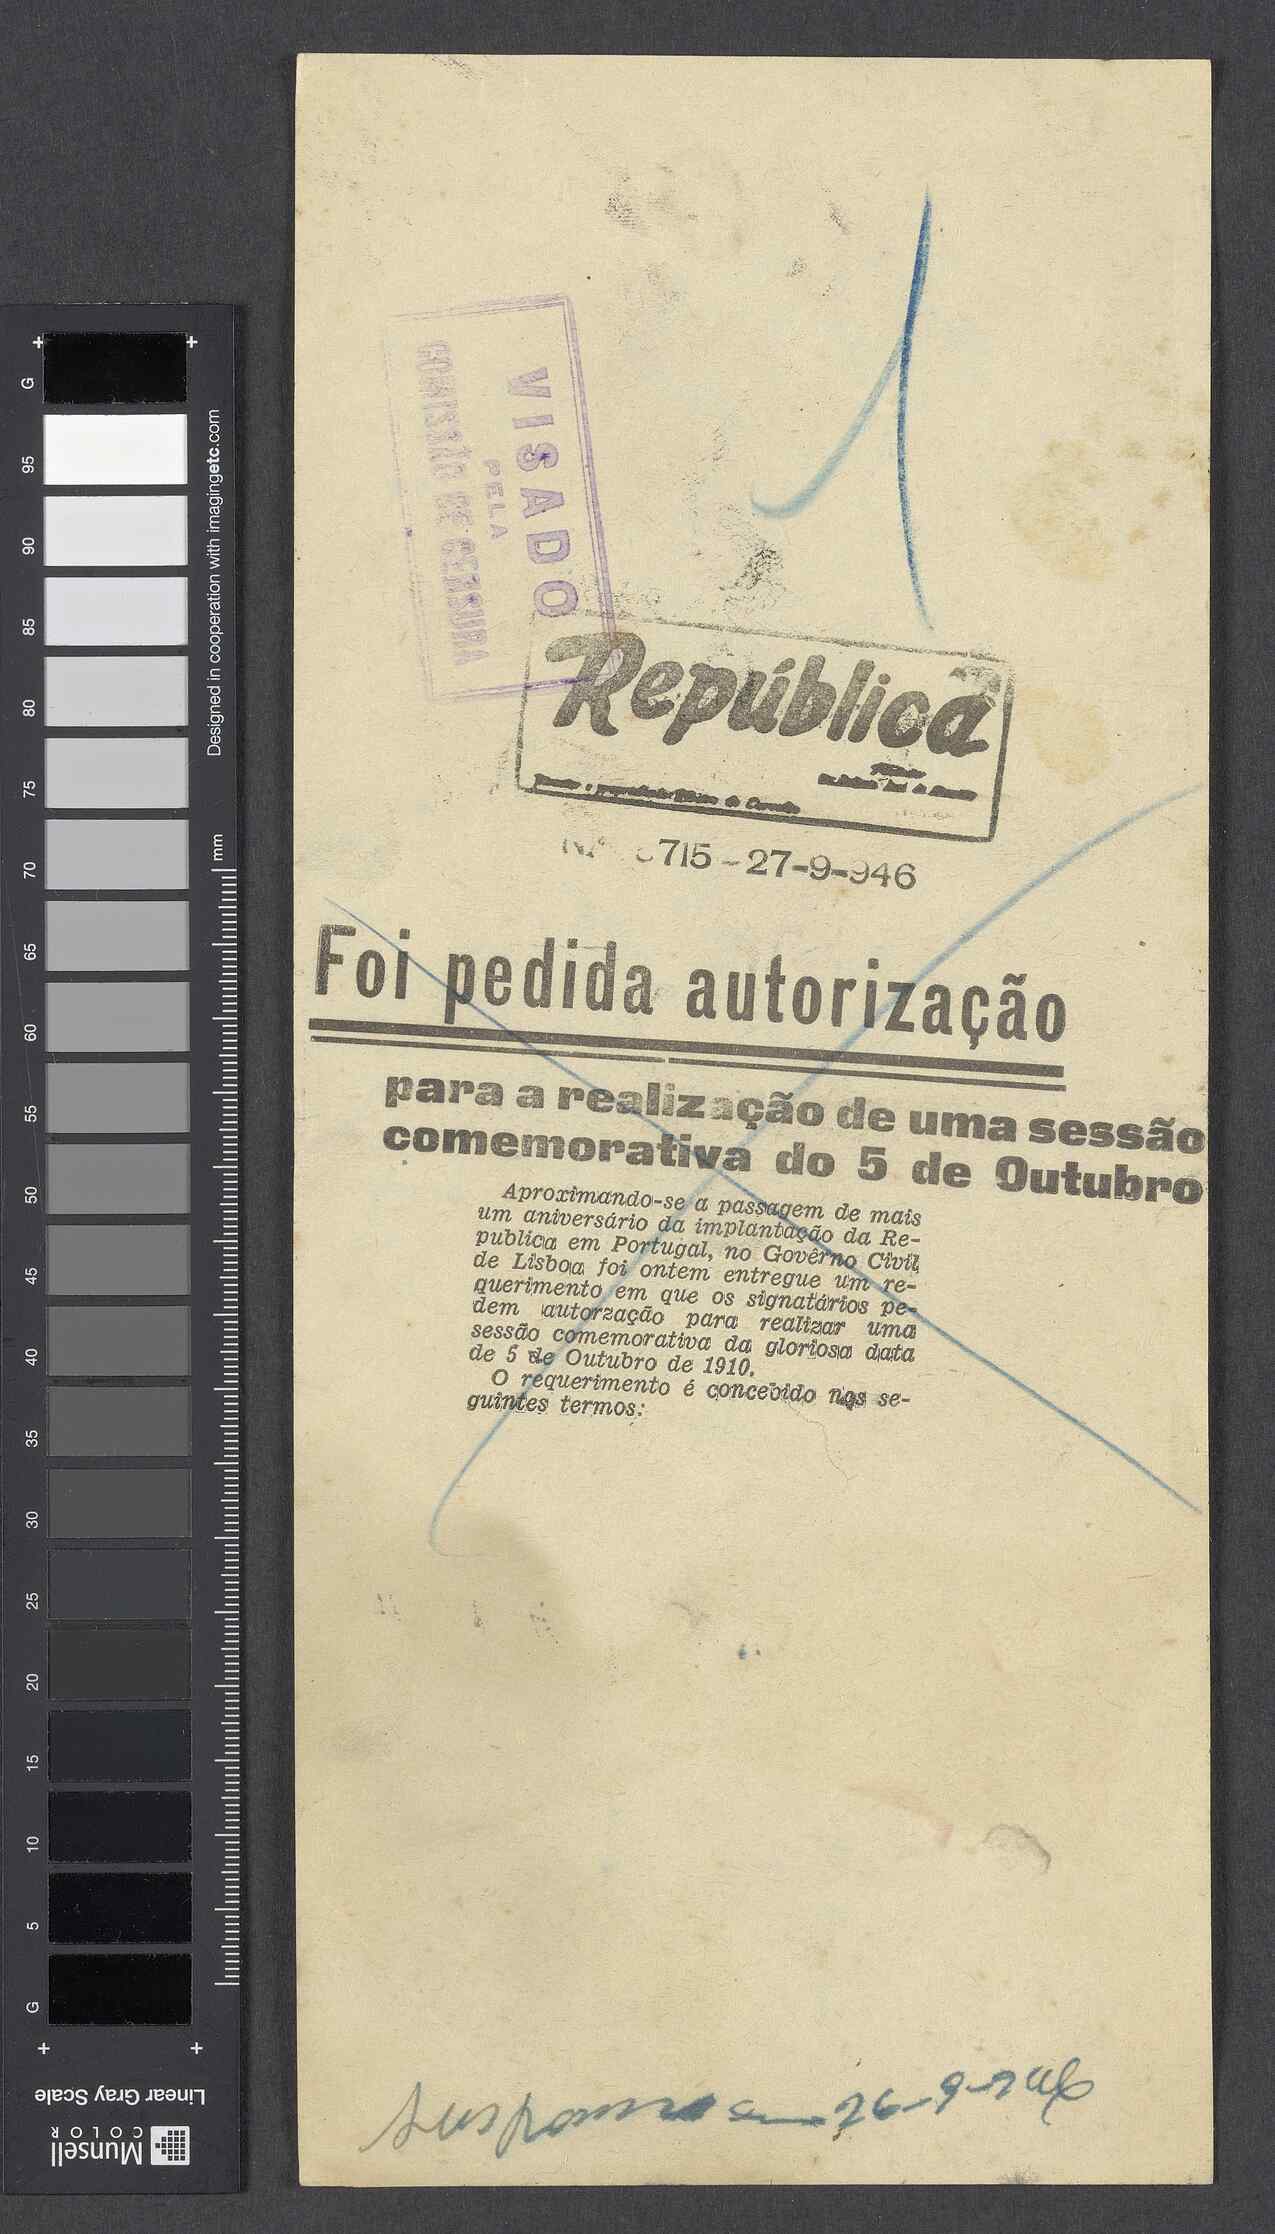 VISADO
PELA
COMISSÃO DE CENSURA
República
715-27-9-946
Foi pedida autorização
para a realização de uma sessão
comemorativa do 5 de Outubro
Aproximando-se a passagem de mais
um aniversário da implantação da Re-
publica em Portugal, no Govêrno Civil
de Lisboa foi ontem entregue um re-
querimento em que os signatários pe-
dem autorzação para realizar uma
sessão comemorativa da gloriosa data
de 5 de Outubro de 1910.
O requerimento é concebido nos se-
guintes termos:
G
95
90
85
80
75
70
65
60
55
50
45
40
35
30
25
20
15
10
5
G
Designed in cooperation with imagingetc.com
mm
Linear Gray Scale
Munsell
COLOR